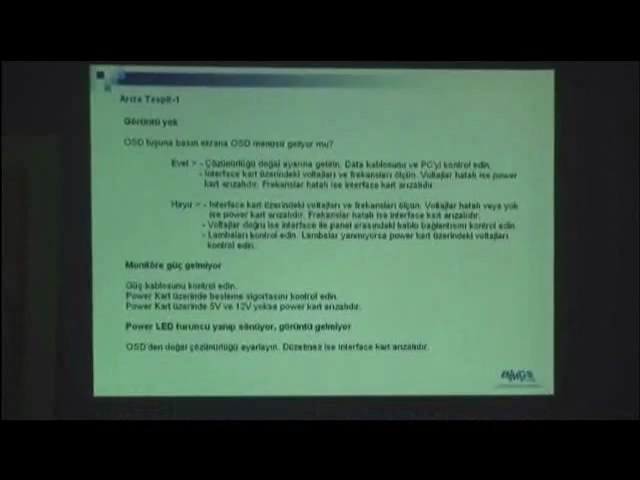 Arıza Tespit-1
Görüntü yok
OSD tuşuna basın ekrana OSD menüsü geliyor mu?
Evet > - Çözünürlüğü doğal ayarına getirin. Data kablosunu ve PC'yi kontrol edin.
- Interface kart üzerindeki voltajları ve frekansları ölçün. Voltajlar hatalı ise power
kart arızalıdır. Frekanslar hatalı ise interface kart arızalıdır.
Hayır > - Interface kart üzerindeki voltajları ve frekansları ölçün. Voltajlar hatalı veya yok
ise power kart arızalıdır. Frekanslar hatalı ise interface kart arızalıdır.
- Voltajlar doğru ise interface ile panel arasındaki kablo bağlantısını kontrol edin
- Lambaları kontrol edin. Lambalar yanmıyorsa power kart üzerindeki voltajları
kontrol edin.
Monitöre güç gelmiyor
Güç kablosunu kontrol edin.
Power Kart üzerinde besleme sigortasını kontrol edin.
Power Kart üzerinde 5V ve 12V yoksa power kart arızalıdır.
Power LED turuncu yanıp sönüyor, görüntü gelmiyor
OSD'den doğal çözünürlüğü ayarlayın. Düzelmez ise interface kart arızalıdır.